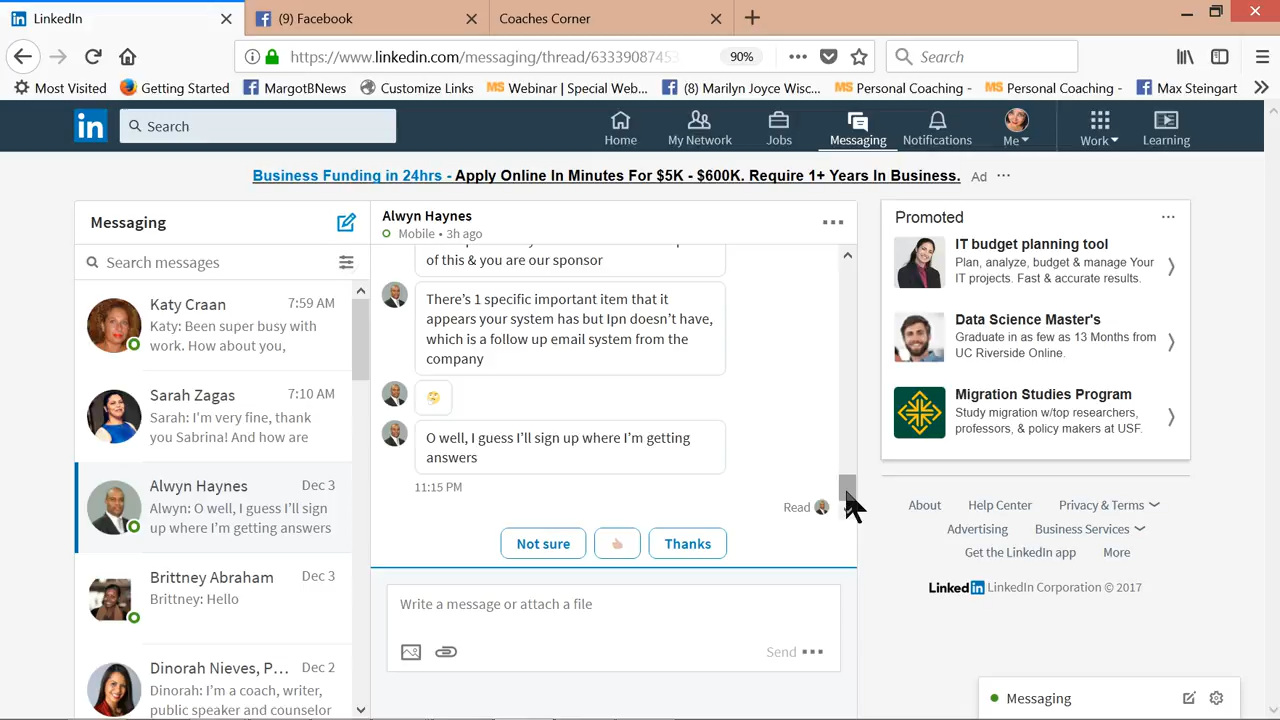 LinkedIn
(9) Facebook
Coaches Corner
https://www.linkedin.com/messaging/thread/63339087453
90%
Search
Most Visited
Getting Started
MargotBNews
Customize Links
Webinar | Special Web...
(8) Marilyn Joyce Wisc...
Personal Coaching -
Personal Coaching -
Max Steingart
in
Search
Home
My Network
Jobs
Messaging
Notifications
Me
Work
Learning
Business Funding in 24hrs - Apply Online In Minutes For $5K - $600K. Require 1+ Years In Business.
Ad
Messaging
Search messages
Katy Craan
7:59 AM
Katy: Been super busy with
work. How about you,
Sarah Zagas
7:10 AM
Sarah: I'm very fine, thank
you Sabrina! And how are
Alwyn Haynes
Dec 3
Alwyn: O well, I guess I'll sign
up where I'm getting answers
Brittney Abraham
Dec 3
Brittney: Hello
Dinorah Nieves, P...
Dec 2
Dinorah: I'm a coach, writer,
public speaker and counselor
Alwyn Haynes
Mobile • 3h ago
of this & you are our sponsor
There's 1 specific important item that it
appears your system has but Ipn doesn't have,
which is a follow up email system from the
company
O well, I guess I'll sign up where I'm getting
answers
11:15 PM
Read
Not sure
Thanks
Write a message or attach a file
Send
Promoted
IT budget planning tool
Plan, analyze, budget & manage Your
IT projects. Fast & accurate results.
Data Science Master's
Graduate in as few as 13 Months from
UC Riverside Online.
Migration Studies Program
Study migration w/top researchers,
professors, & policy makers at USF.
About
Help Center
Privacy & Terms
Advertising
Business Services
Get the LinkedIn app
More
LinkedIn LinkedIn Corporation © 2017
Messaging